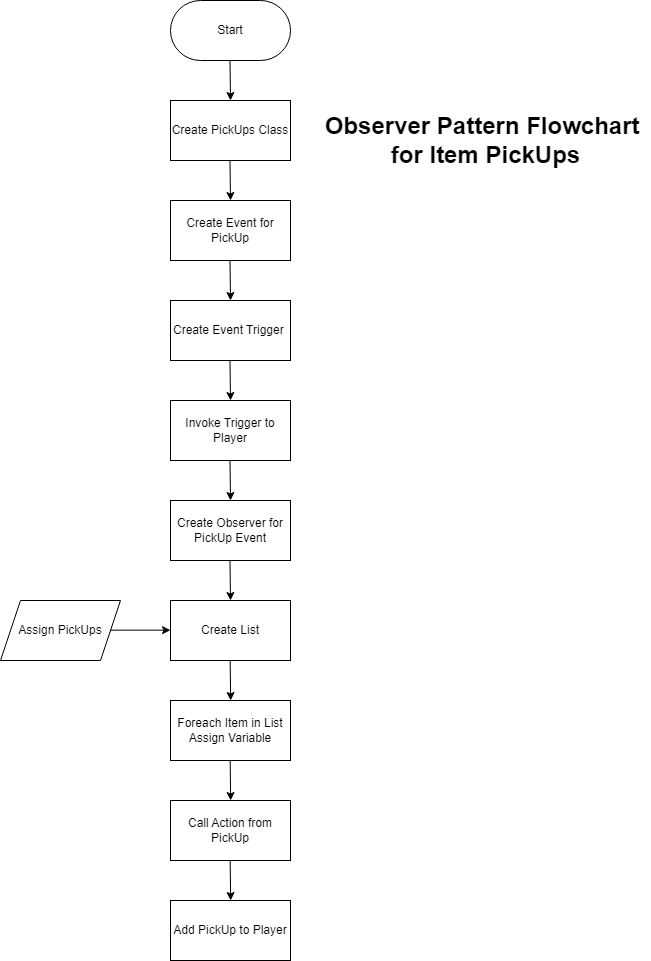 Start
Observer Pattern Flowchart
for Item PickUps
Create PickUps Class
Create Event for
PickUp
Create Event Trigger
Invoke Trigger to
Player
Create Observer for
PickUp Event
Assign PickUps
Create List
Foreach Item in List
Assign Variable
Call Action from
PickUp
Add PickUp to Player